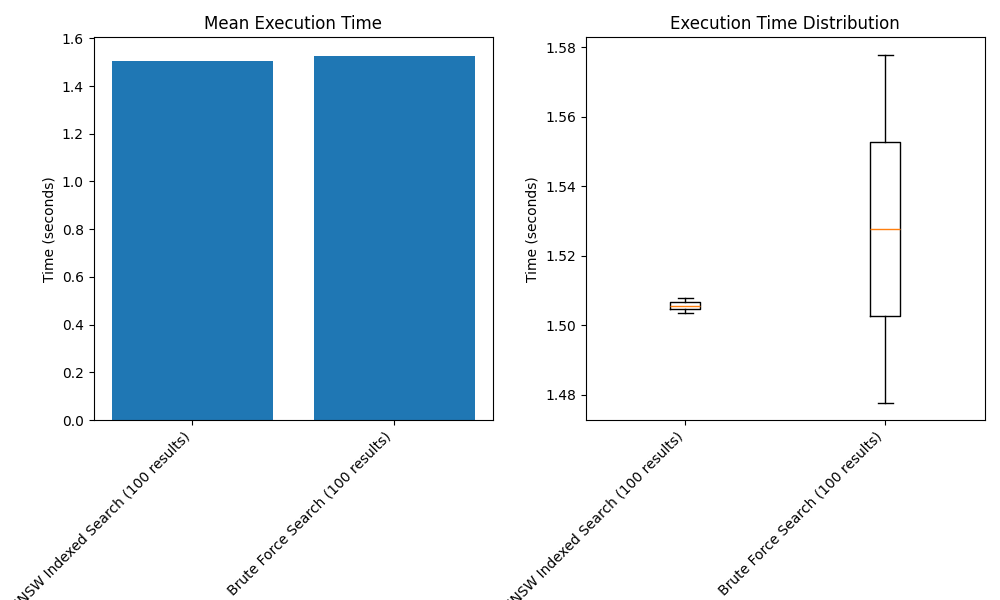 Mean Execution Time
Time (seconds)
1.6
1.4
1.2
1.0
0.8
0.6
0.4
0.2
0.0
Indexed Search (100 results)
Brute Force Search (100 results)
Execution Time Distribution
Time (seconds)
1.58
1.56
1.54
1.52
1.50
1.48
Indexed Search (100 results)
Brute Force Search (100 results)